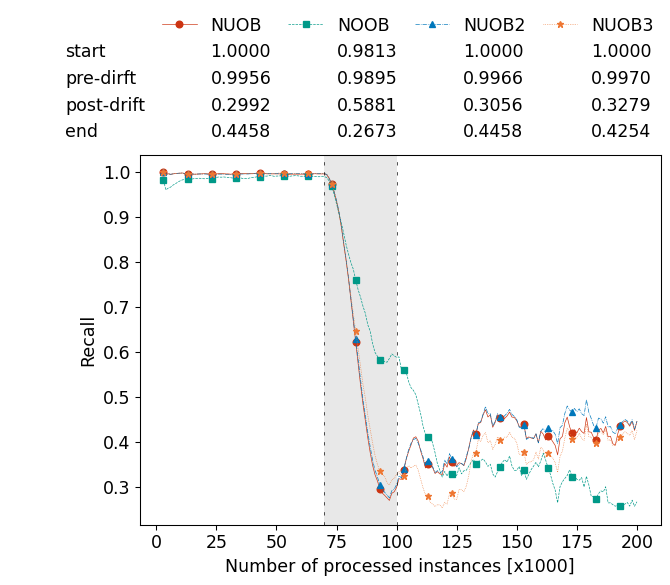 NUOB NOOB NUOB2 NUOB3
start 1.0000 0.9813 1.0000 1.0000
pre-dirft 0.9956 0.9895 0.9966 0.9970
post-drift 0.2992 0.5881 0.3056 0.3279
end 0.4458 0.2673 0.4458 0.4254
1.0
0.9
0.8
0.7
0.6
0.5
0.4
0.3
Recall
0 25 50 75 100 125 150 175 200
Number of processed instances [x1000]